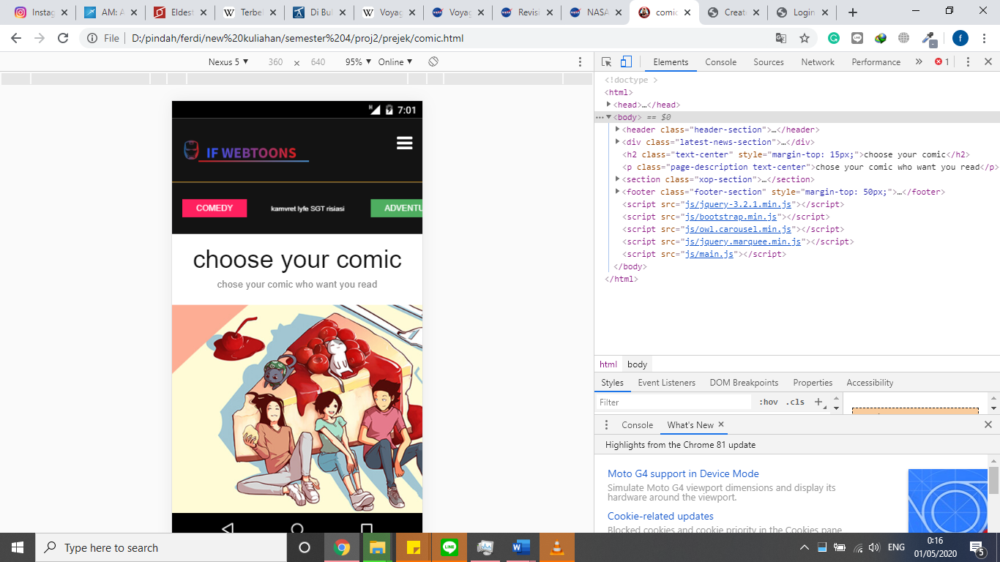 Instag
AM: A
Eldest
Terbel
Di Bul
Voyag
Voyag
Revisi
NASA
comic
Create
Login
File
D:/pindah/ferdi/new%20kuliahan/semester%204/proj2/prejek/comic.html
f
Nexus 5 ▼ 360 × 640 95% ▼ Online ▼
Elements Console Sources Network Memory Performance » 1
<!doctype >
<html>
<head>…</head>
<body> == $0
<header class="header-section">…</header>
<div class="latest-news-section">…</div>
<h2 class="text-center" style="margin-top: 15px;">choose your comic</h2>
<p class="page-description text-center">chose your comic who want you read</p>
<section class="xop-section">…</section>
<footer class="footer-section" style="margin-top: 50px;">…</footer>
<script src="js/jquery-3.2.1.min.js"></script>
<script src="js/bootstrap.min.js"></script>
<script src="js/owl.carousel.min.js"></script>
<script src="js/jquery.marquee.min.js"></script>
<script src="js/main.js"></script>
</body>
</html>
H 7:01
IF WEBTOONS
COMEDY kamvret lyfe SGT risiasi ADVENTU
choose your comic
chose your comic who want you read
html body
Styles Event Listeners DOM Breakpoints Properties Accessibility
Filter :hov .cls +
Console What's New
Highlights from the Chrome 81 update
Moto G4 support in Device Mode
Simulate Moto G4 viewport dimensions and display its
hardware around the viewport.
Cookie-related updates
Blocked cookies and cookie priority in the Cookies pane
Type here to search
LINE
W
ENG
0:16
01/05/2020
5